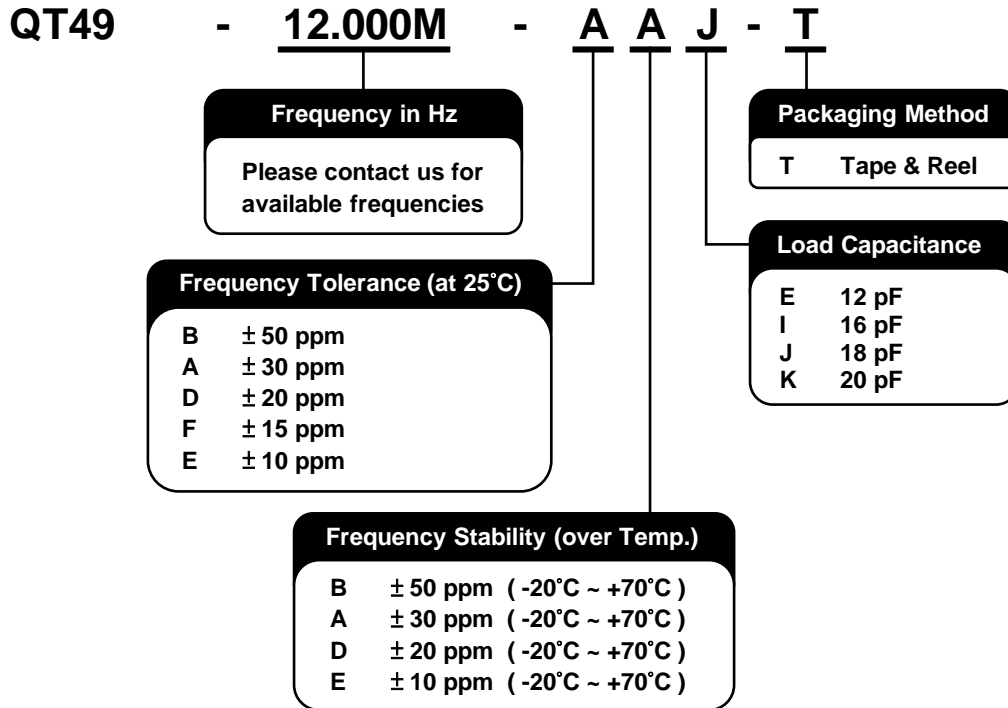 QT49 - 12.000M - A A J - T
Frequency in Hz
Please contact us for
available frequencies
Packaging Method
T Tape & Reel
Load Capacitance
E 12 pF
I 16 pF
J 18 pF
K 20 pF
Frequency Tolerance (at 25°C)
B ± 50 ppm
A ± 30 ppm
D ± 20 ppm
F ± 15 ppm
E ± 10 ppm
Frequency Stability (over Temp.)
B ± 50 ppm ( -20°C ~ +70°C )
A ± 30 ppm ( -20°C ~ +70°C )
D ± 20 ppm ( -20°C ~ +70°C )
E ± 10 ppm ( -20°C ~ +70°C )